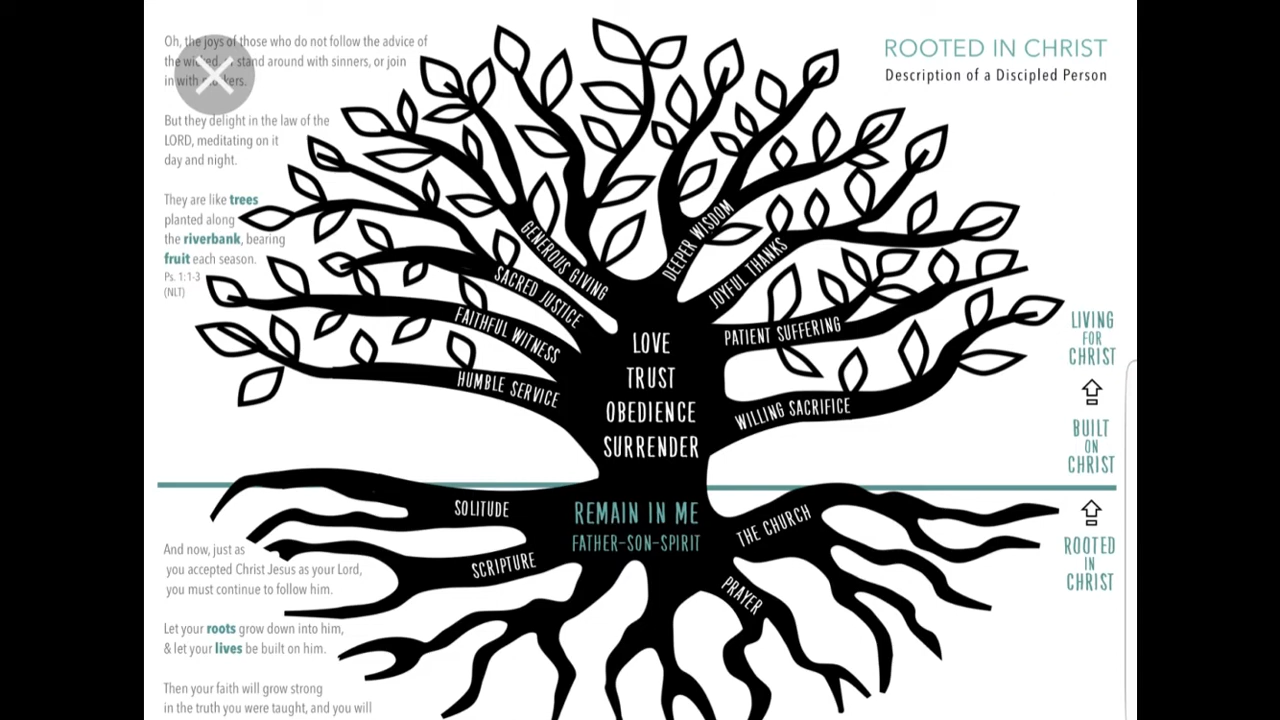 ROOTED IN CHRIST
Description of a Discipled Person
Oh, the joys of those who do not follow the advice of
the stand around with sinners, or join
in with
But they delight in the law of the
LORD, meditating on it
day and night.
They are like trees
planted along
the riverbank, bearing
fruit each season.
Ps. 1:1-3
(NLT)
GENEROUS GIVING
SACRED JUSTICE
FAITHFUL WITNESS
HUMBLE SERVICE
DEEPER WISDOM
JOYFUL THANKS
PATIENT SUFFERING
WILLING SACRIFICE
LOVE
TRUST
OBEDIENCE
SURRENDER
LIVING
FOR
CHRIST
BUILT
ON
CHRIST
ROOTED
IN
CHRIST
REMAIN IN ME
FATHER-SON-SPIRIT
SOLITUDE
SCRIPTURE
THE CHURCH
PRAYER
And now, just as
you accepted Christ Jesus as your Lord,
you must continue to follow him.
Let your roots grow down into him,
& let your lives be built on him.
Then your faith will grow strong
in the truth you were taught, and you will